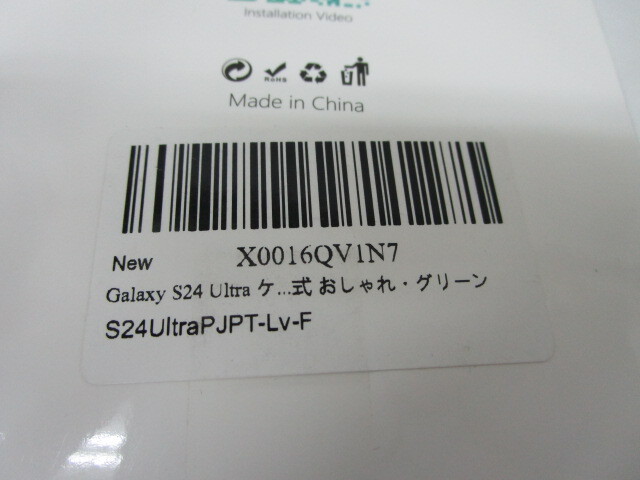 Installation Video
RoHS
Made in China
X0016QV1N7
New
Galaxy S24 Ultra ケ...式 おしゃれ・グリーン
S24UltraPJPT-Lv-F